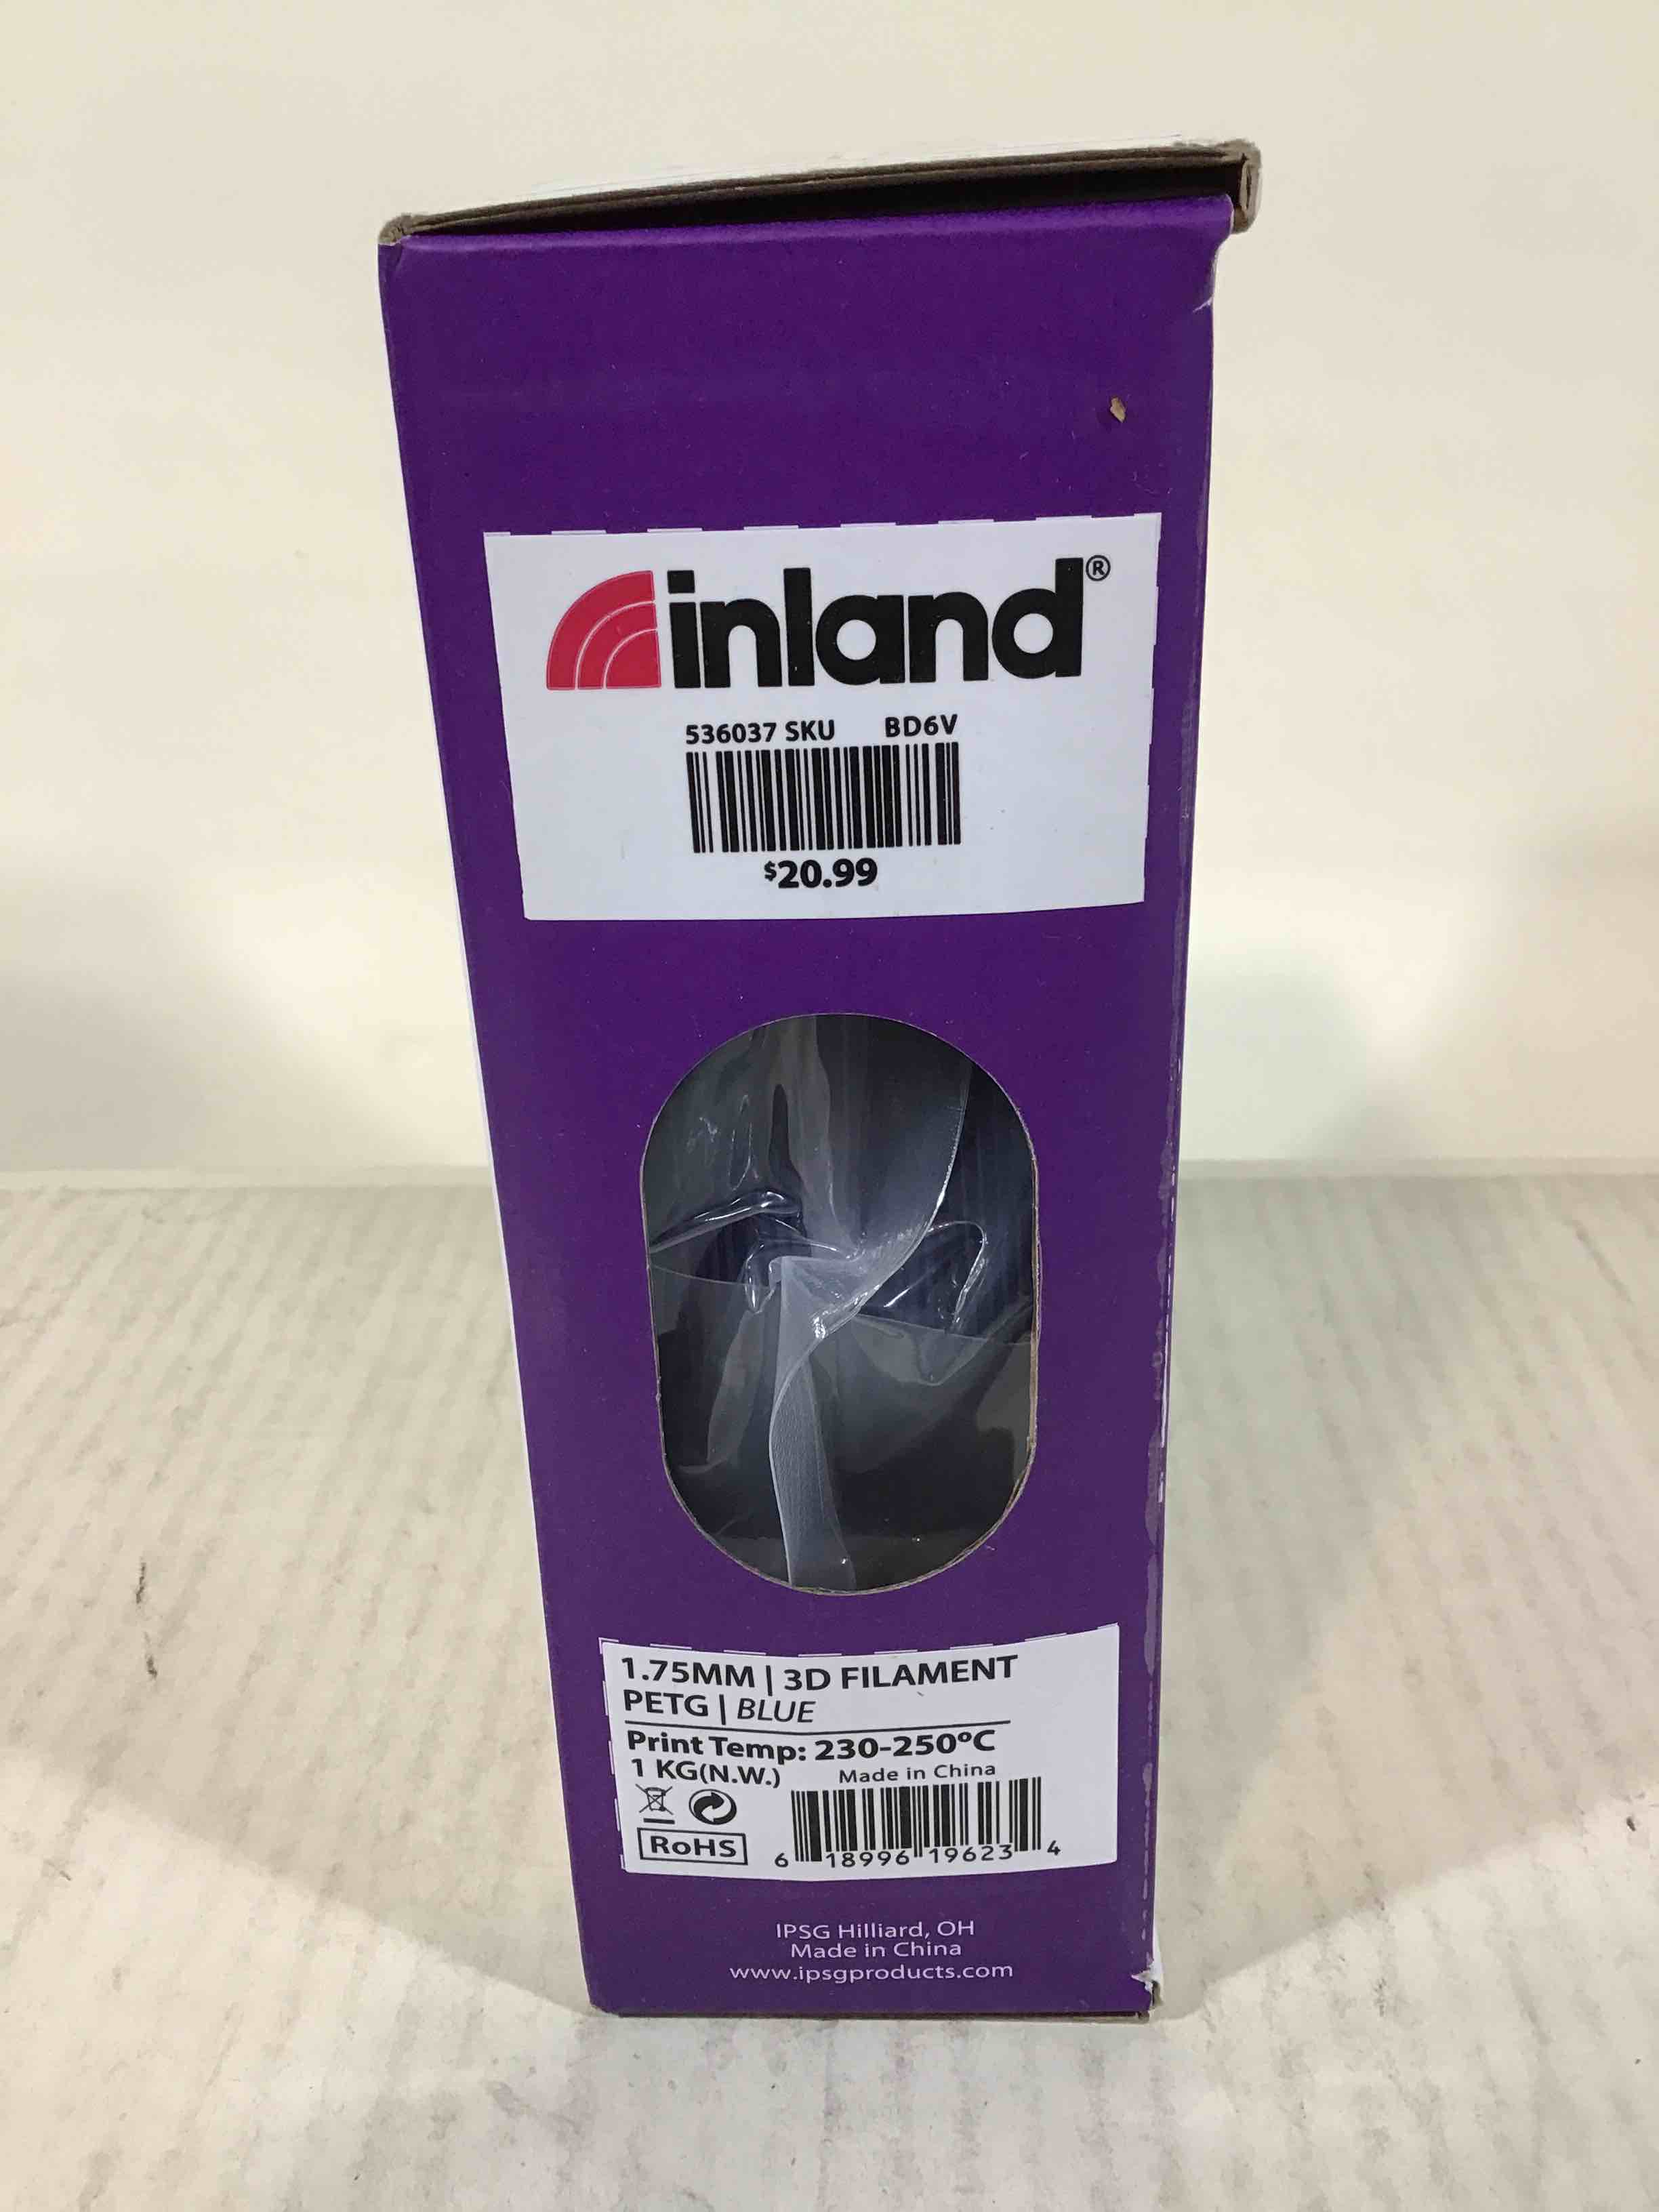 inland®
536037 SKU BD6V
$20.99
1.75MM | 3D FILAMENT
PETG | BLUE
Print Temp: 230-250ºC
1 KG(N.W.) Made in China
RoHS
6 18996 19623 4
IPSG Hilliard, OH
Made in China
www.ipsgproducts.com